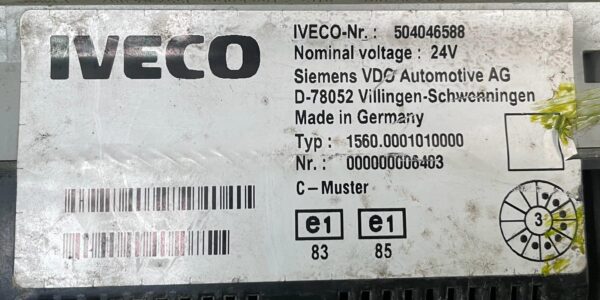 IVECO
IVECO-Nr. : 504046588
Nominal voltage : 24V
Siemens VDO Automotive AG
D-78052 Villingen-Schwenningen
Made in Germany
Typ : 1560.0001010000
Nr. : 000000006403
C-Muster
e1 e1
83 85
3